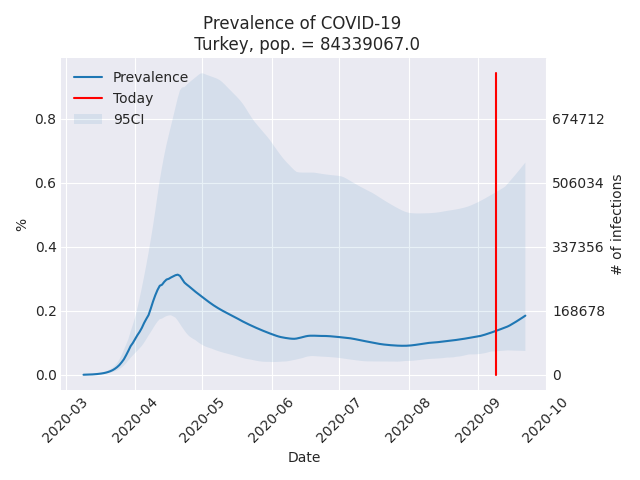 Prevalence of COVID-19
Turkey, pop. = 84339067.0
Prevalence
Today
95CI
0.8
0.6
0.4
0.2
0.0
%
674712
506034
337356
168678
0
# of infections
2020-03
2020-04
2020-05
2020-06
2020-07
2020-08
2020-09
2020-10
Date